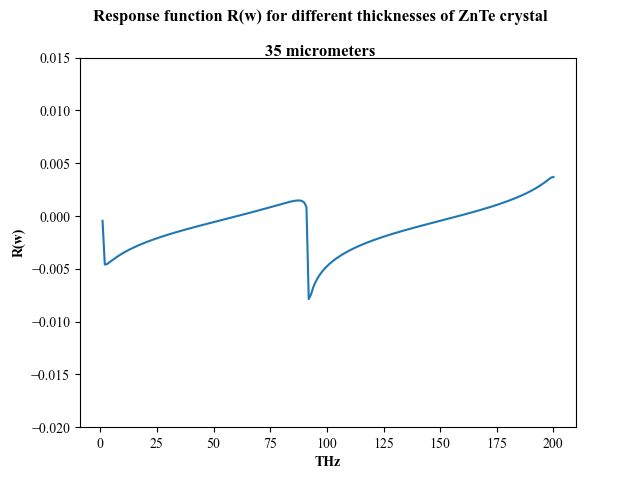 Response function R(w) for different thicknesses of ZnTe crystal
35 micrometers
0.015
0.010
0.005
0.000
−0.005
−0.010
−0.015
−0.020
R(w)
0 25 50 75 100 125 150 175 200
THz